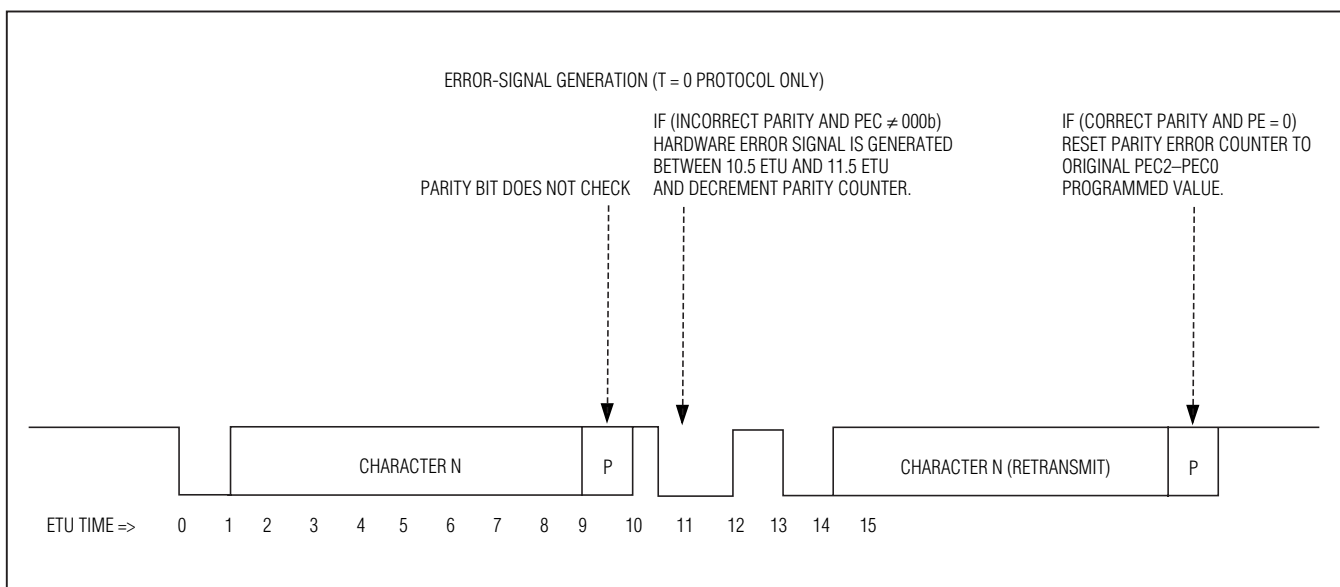 ERROR-SIGNAL GENERATION (T = 0 PROTOCOL ONLY)
PARITY BIT DOES NOT CHECK
IF (INCORRECT PARITY AND PEC ≠ 000b)
HARDWARE ERROR SIGNAL IS GENERATED
BETWEEN 10.5 ETU AND 11.5 ETU
AND DECREMENT PARITY COUNTER.
IF (CORRECT PARITY AND PE = 0)
RESET PARITY ERROR COUNTER TO
ORIGINAL PEC2–PEC0
PROGRAMMED VALUE.
CHARACTER N
P
CHARACTER N (RETRANSMIT)
P
ETU TIME => 0 1 2 3 4 5 6 7 8 9 10 11 12 13 14 15